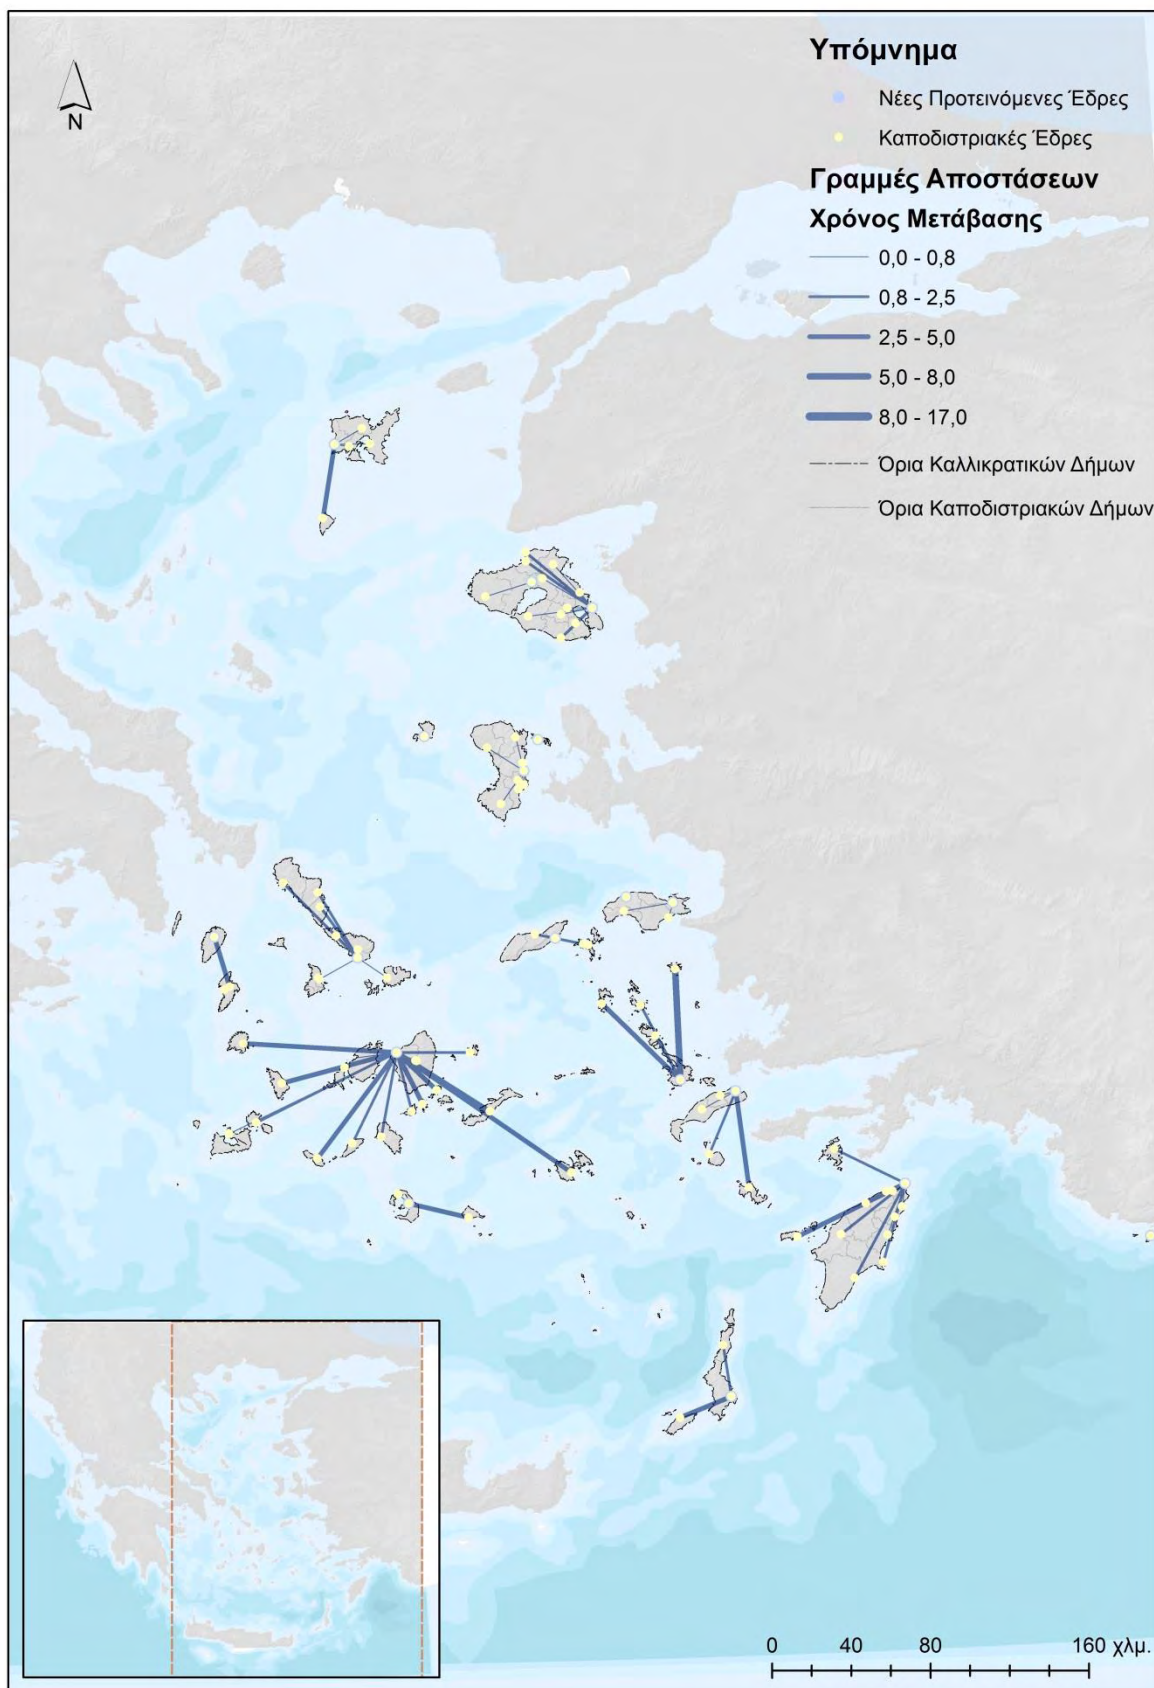 N
Υπόμνημα
Νέες Προτεινόμενες Έδρες
Καποδιστριακές Έδρες
Γραμμές Αποστάσεων
Χρόνος Μετάβασης
0,0 - 0,8
0,8 - 2,5
2,5 - 5,0
5,0 - 8,0
8,0 - 17,0
Όρια Καλλικρατικών Δήμων
Όρια Καποδιστριακών Δήμων
0 40 80 160 χλμ.